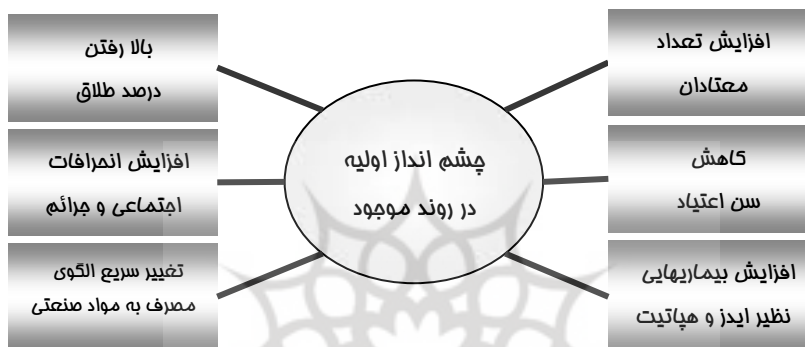 افزایش تعداد
معتادان
کاهش
سن اعتیاد
افزایش بیماریهایی
نظیر ایدز و هپاتیت
چشم انداز اولیه
در روند موجود
بالا رفتن
درصد طلاق
افزایش انحرافات
اجتماعی و جرائم
تغییر سریع الگوی
مصرف به مواد صنعتی